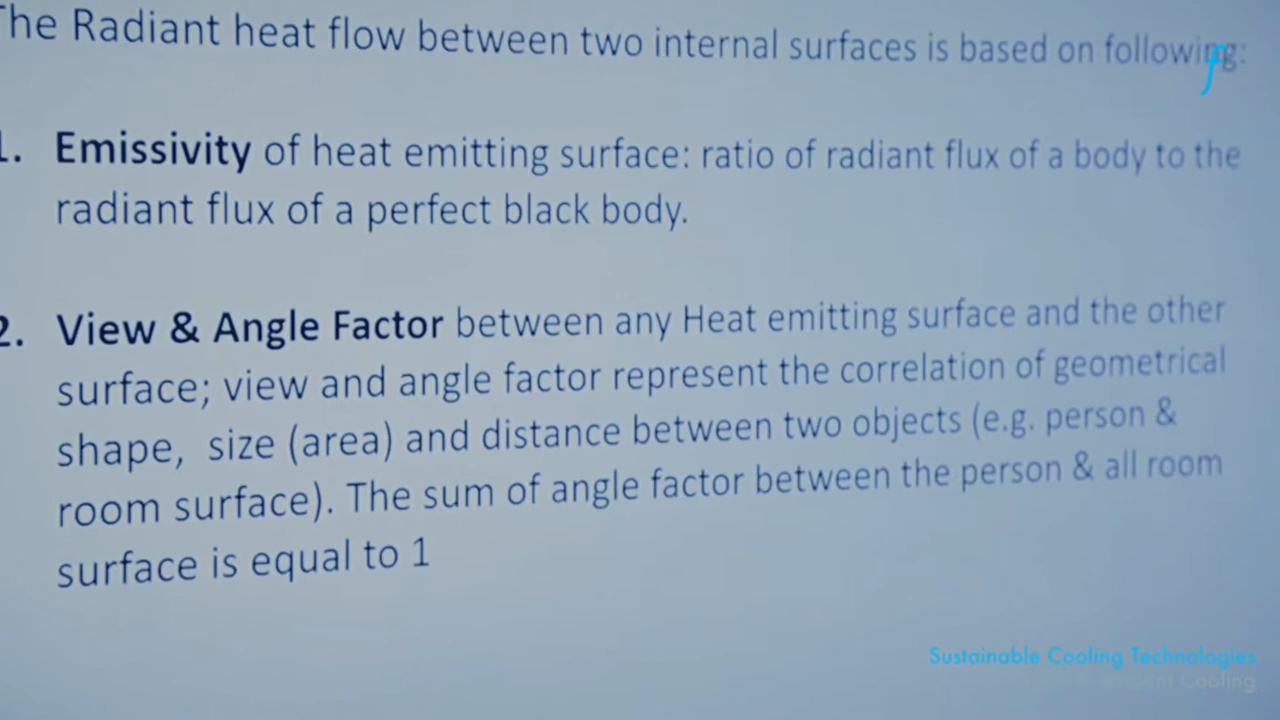 The Radiant heat flow between two internal surfaces is based on following:
1. Emissivity of heat emitting surface: ratio of radiant flux of a body to the
radiant flux of a perfect black body.
2. View & Angle Factor between any Heat emitting surface and the other
surface; view and angle factor represent the correlation of geometrical
shape, size (area) and distance between two objects (e.g. person &
room surface). The sum of angle factor between the person & all room
surface is equal to 1
f
Sustainable Cooling Technologies
Cooling